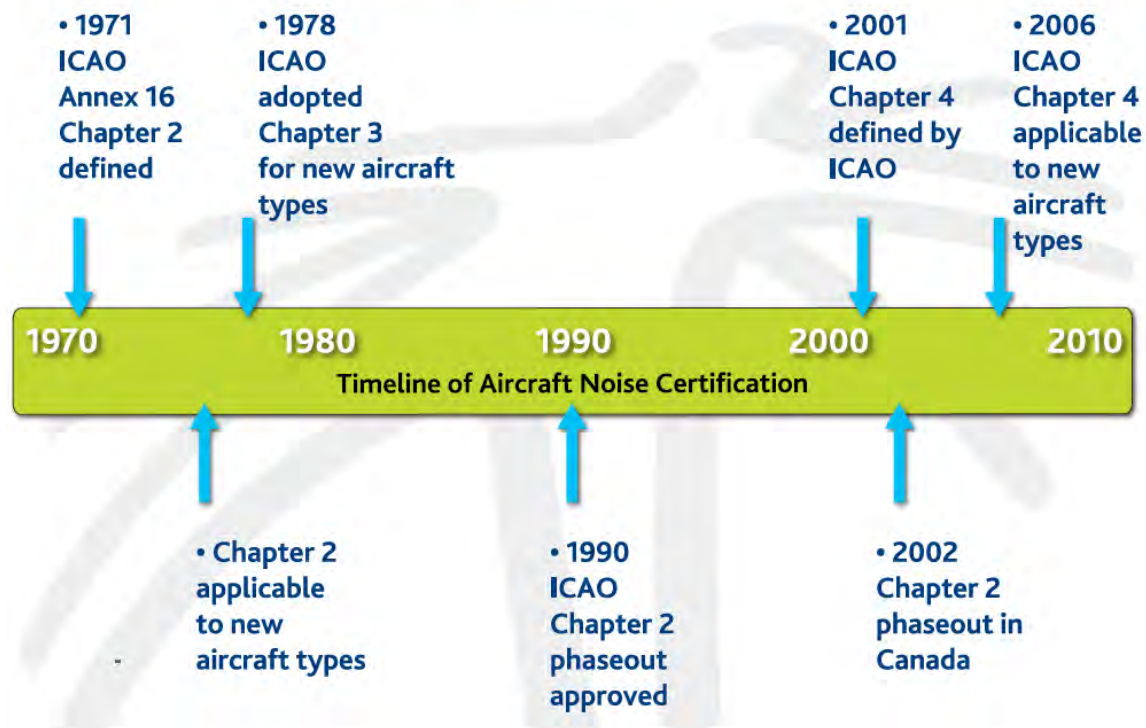 • 1971
ICAO
Annex 16
Chapter 2
defined
• 1978
ICAO
adopted
Chapter 3
for new aircraft
types
• 2001
ICAO
Chapter 4
defined by
ICAO
• 2006
ICAO
Chapter 4
applicable
to new
aircraft
types
1970 1980 1990 2000 2010
Timeline of Aircraft Noise Certification
• Chapter 2
applicable
to new
aircraft types
• 1990
ICAO
Chapter 2
phaseout
approved
• 2002
Chapter 2
phaseout in
Canada